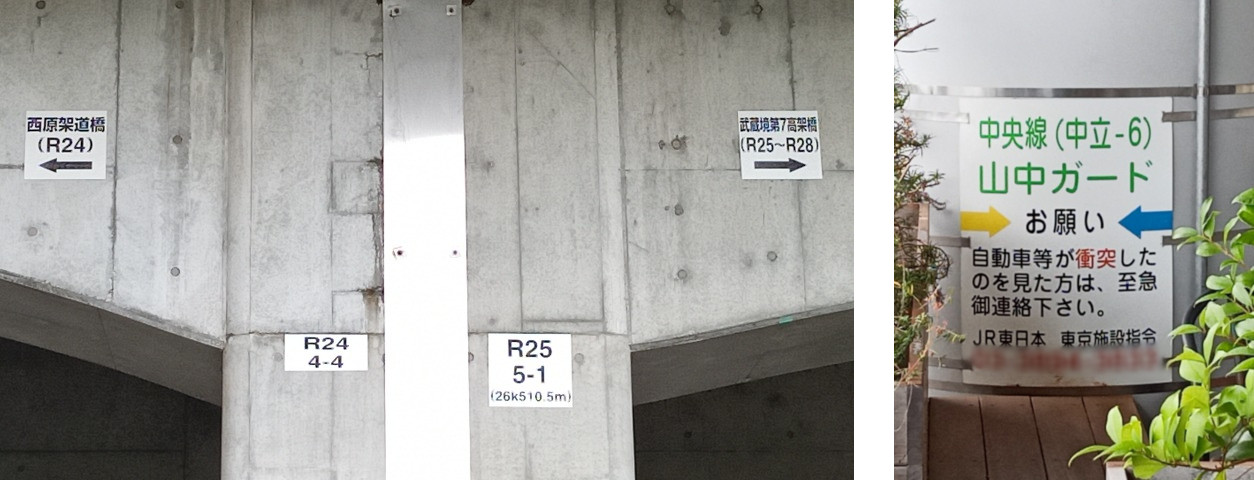 西原架道橋
(R24)
武蔵境第7高架橋
(R25~R28)
R24
4-4
R25
5-1
(26k510.5m)
中央線(中立-6)
山中ガード
お願い
自動車等が衝突した
のを見た方は、至急
御連絡下さい。
JR東日本 東京施設指令